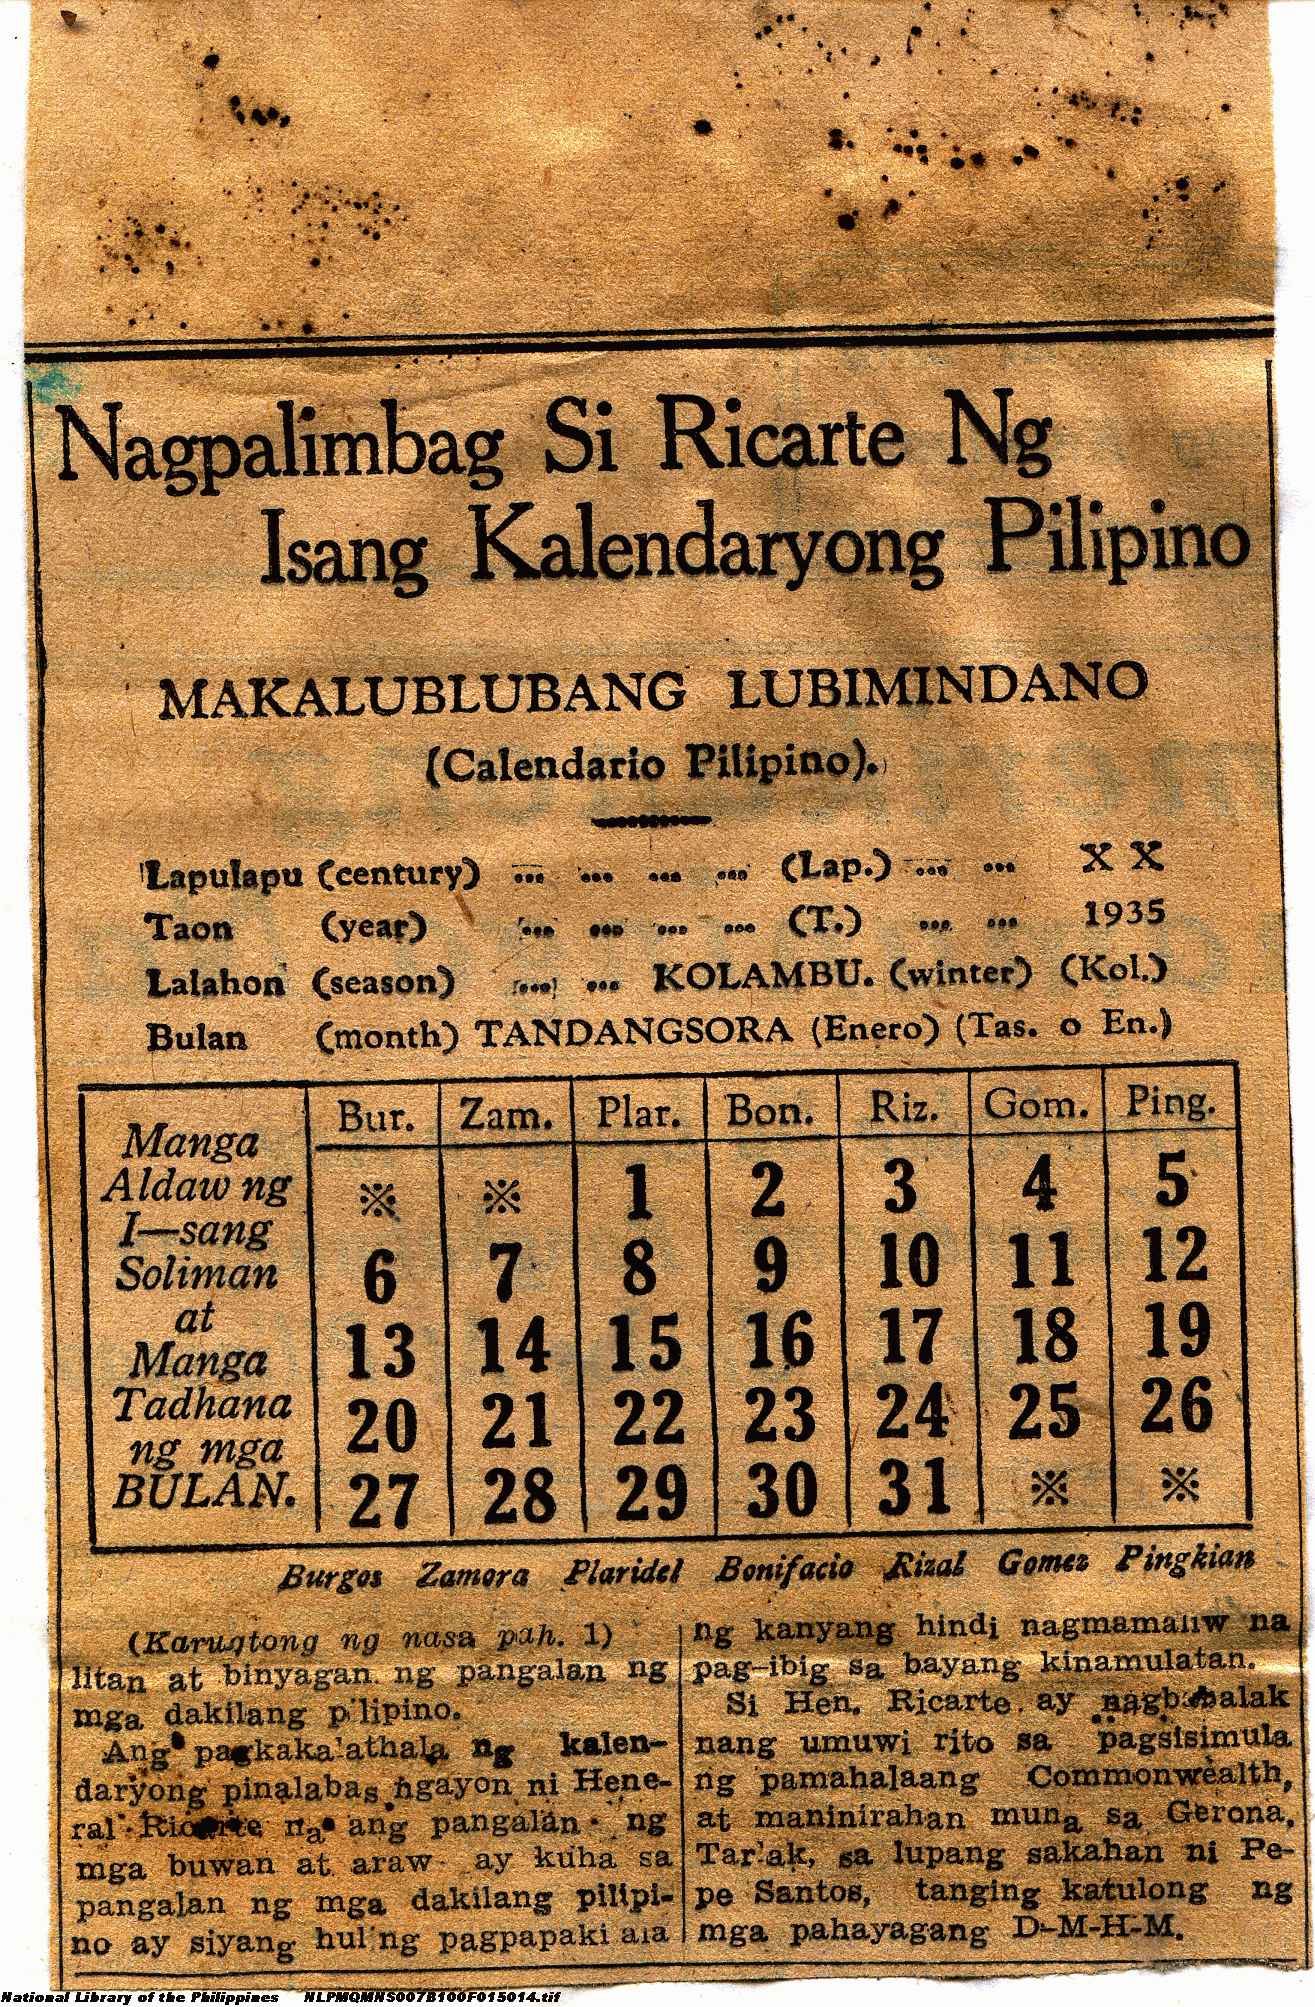 Nagpalimbag Si Ricarte Ng
Isang Kalendaryong Pilipino
MAKALUBLUBANG LUBIMINDANO
(Calendario Pilipino).
Lapulapu (century) ... ... ... ... (Lap.) ... ... X X
Taon (year) ... ... ... ... (T.) ... ... 1935
Lalahon (season) ... ... KOLAMBU. (winter) (Kol.)
Bulan (month) TANDANGSORA (Enero) (Tas. o En.)
Manga
Aldaw ng
I—sang
Soliman
at
Manga
Tadhana
ng mga
BULAN.
Bur. Zam. Plar. Bon. Riz. Gom. Ping.
※ ※ 1 2 3 4 5
6 7 8 9 10 11 12
13 14 15 16 17 18 19
20 21 22 23 24 25 26
27 28 29 30 31 ※ ※
Burgos Zamora Plaridel Bonifacio Rizal Gomez Pingkian
(Karugtong ng nasa pah. 1)
litan at binyagan ng pangalan ng
mga dakilang pilipino.
Ang pagkaka'athala ng kalen-
daryong pinalabas ngayon ni Hene-
ral Ricarte na ang pangalan ng
mga buwan at araw ay kuha sa
pangalan ng mga dakilang pilipi-
no ay siyang huling pagpapaki ala
ng kanyang hindi nagmamaliw na
pag-ibig sa bayang kinamulatan.
Si Hen. Ricarte ay nagbabalak
nang umuwi rito sa pagsisimula
ng pamahalaang Commonwealth,
at maninirahan muna sa Gerona,
Tar'ak, sa lupang sakahan ni Pe-
pe Santos, tanging katulong ng
mga pahayagang D-M-H-M.
National Library of the Philippines NLPMQMNS007B100F015014.tif